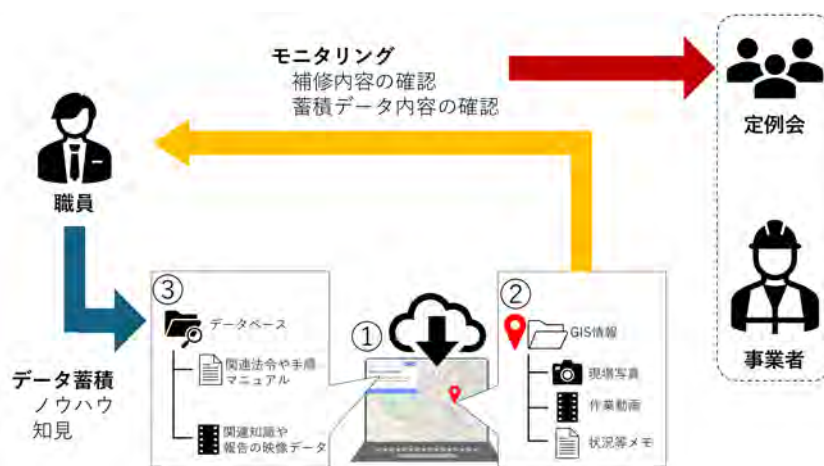 モニタリング
補修内容の確認
蓄積データ内容の確認
定例会
職員
事業者
データ蓄積
ノウハウ
知見
③
データベース
関連法令や手順
マニュアル
関連知識や
報告の映像データ
①
②
GIS情報
現場写真
作業動画
状況等メモ